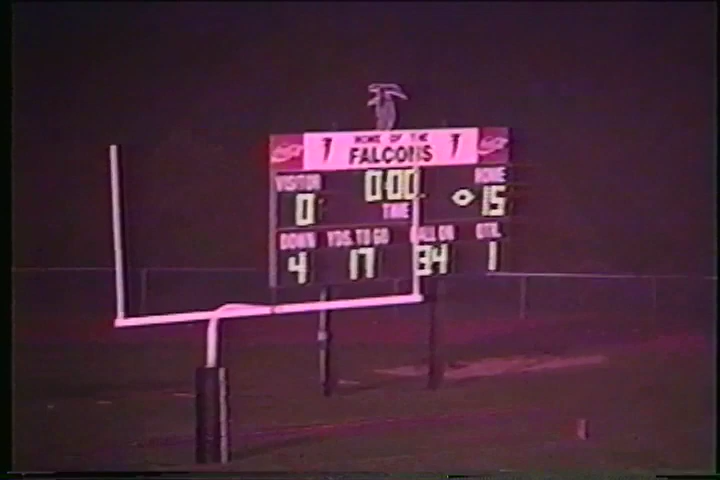 HOME OF THE
FALCONS
VISITOR 0:00 HOME
0 TIME 15
DOWN YDS. TO GO BALL ON QTR.
4 17 34 1